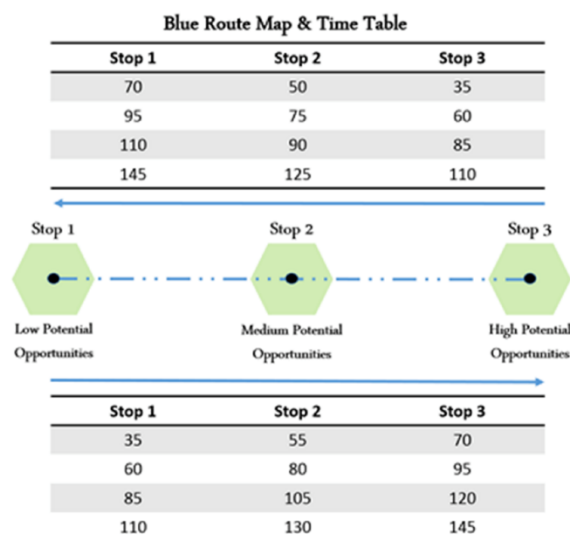 Blue Route Map & Time Table
Stop 1 Stop 2 Stop 3
70 50 35
95 75 60
110 90 85
145 125 110
Stop 1 Stop 2 Stop 3
Low Potential Medium Potential High Potential
Opportunities Opportunities Opportunities
Stop 1 Stop 2 Stop 3
35 55 70
60 80 95
85 105 120
110 130 145